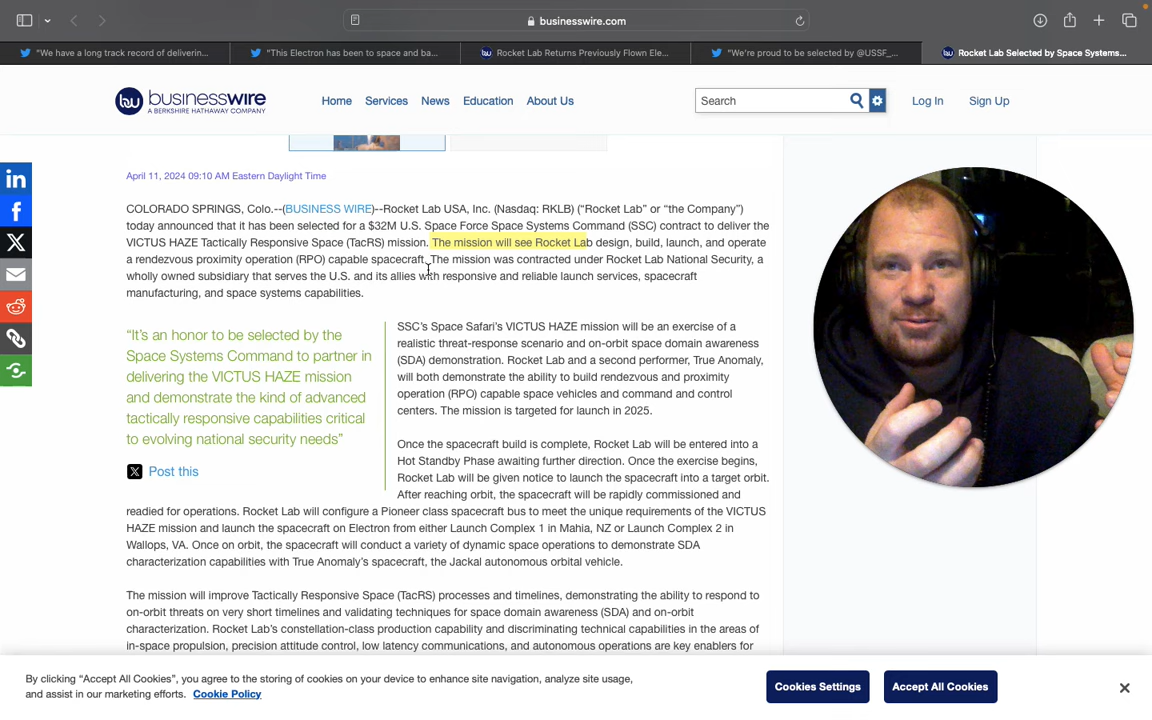 businesswire.com
"We have a long track record of deliverin...
"This Electron has been to space and ba...
Rocket Lab Returns Previously Flown Ele...
"We're proud to be selected by @USSF_...
Rocket Lab Selected by Space Systems...
bw businesswire
A BERKSHIRE HATHAWAY COMPANY
Home
Services
News
Education
About Us
Search
Log In
Sign Up
April 11, 2024 09:10 AM Eastern Daylight Time
COLORADO SPRINGS, Colo.--(BUSINESS WIRE)--Rocket Lab USA, Inc. (Nasdaq: RKLB) (“Rocket Lab” or “the Company”)
today announced that it has been selected for a $32M U.S. Space Force Space Systems Command (SSC) contract to deliver the
VICTUS HAZE Tactically Responsive Space (TacRS) mission. The mission will see Rocket Lab design, build, launch, and operate
a rendezvous proximity operation (RPO) capable spacecraft. The mission was contracted under Rocket Lab National Security, a
wholly owned subsidiary that serves the U.S. and its allies with responsive and reliable launch services, spacecraft
manufacturing, and space systems capabilities.
“It’s an honor to be selected by the
Space Systems Command to partner in
delivering the VICTUS HAZE mission
and demonstrate the kind of advanced
tactically responsive capabilities critical
to evolving national security needs”
Post this
SSC’s Space Safari’s VICTUS HAZE mission will be an exercise of a
realistic threat-response scenario and on-orbit space domain awareness
(SDA) demonstration. Rocket Lab and a second performer, True Anomaly,
will both demonstrate the ability to build rendezvous and proximity
operation (RPO) capable space vehicles and command and control
centers. The mission is targeted for launch in 2025.
Once the spacecraft build is complete, Rocket Lab will be entered into a
Hot Standby Phase awaiting further direction. Once the exercise begins,
Rocket Lab will be given notice to launch the spacecraft into a target orbit.
After reaching orbit, the spacecraft will be rapidly commissioned and
readied for operations. Rocket Lab will configure a Pioneer class spacecraft bus to meet the unique requirements of the VICTUS
HAZE mission and launch the spacecraft on Electron from either Launch Complex 1 in Mahia, NZ or Launch Complex 2 in
Wallops, VA. Once on orbit, the spacecraft will conduct a variety of dynamic space operations to demonstrate SDA
characterization capabilities with True Anomaly’s spacecraft, the Jackal autonomous orbital vehicle.
The mission will improve Tactically Responsive Space (TacRS) processes and timelines, demonstrating the ability to respond to
on-orbit threats on very short timelines and validating techniques for space domain awareness (SDA) and on-orbit
characterization. Rocket Lab’s constellation-class production capability and discriminating technical capabilities in the areas of
in-space propulsion, precision attitude control, low latency communications, and autonomous operations are key enablers for
By clicking “Accept All Cookies”, you agree to the storing of cookies on your device to enhance site navigation, analyze site usage,
and assist in our marketing efforts. Cookie Policy
Cookies Settings
Accept All Cookies